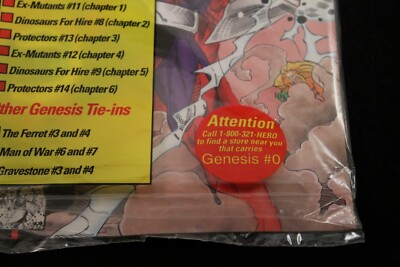 Ex-Mutants #11 (chapter 1)
Dinosaurs For Hire #8 (chapter 2)
Protectors #13 (chapter 3)
Ex-Mutants #12 (chapter 4)
Dinosaurs For Hire #9 (chapter 5)
Protectors #14 (chapter 6)
ther Genesis Tie-ins
The Ferret #3 and #4
Man of War #6 and #7
Gravestone #3 and #4
Attention
Call 1-800-321-HERO
to find a store near you
that carries
Genesis #0